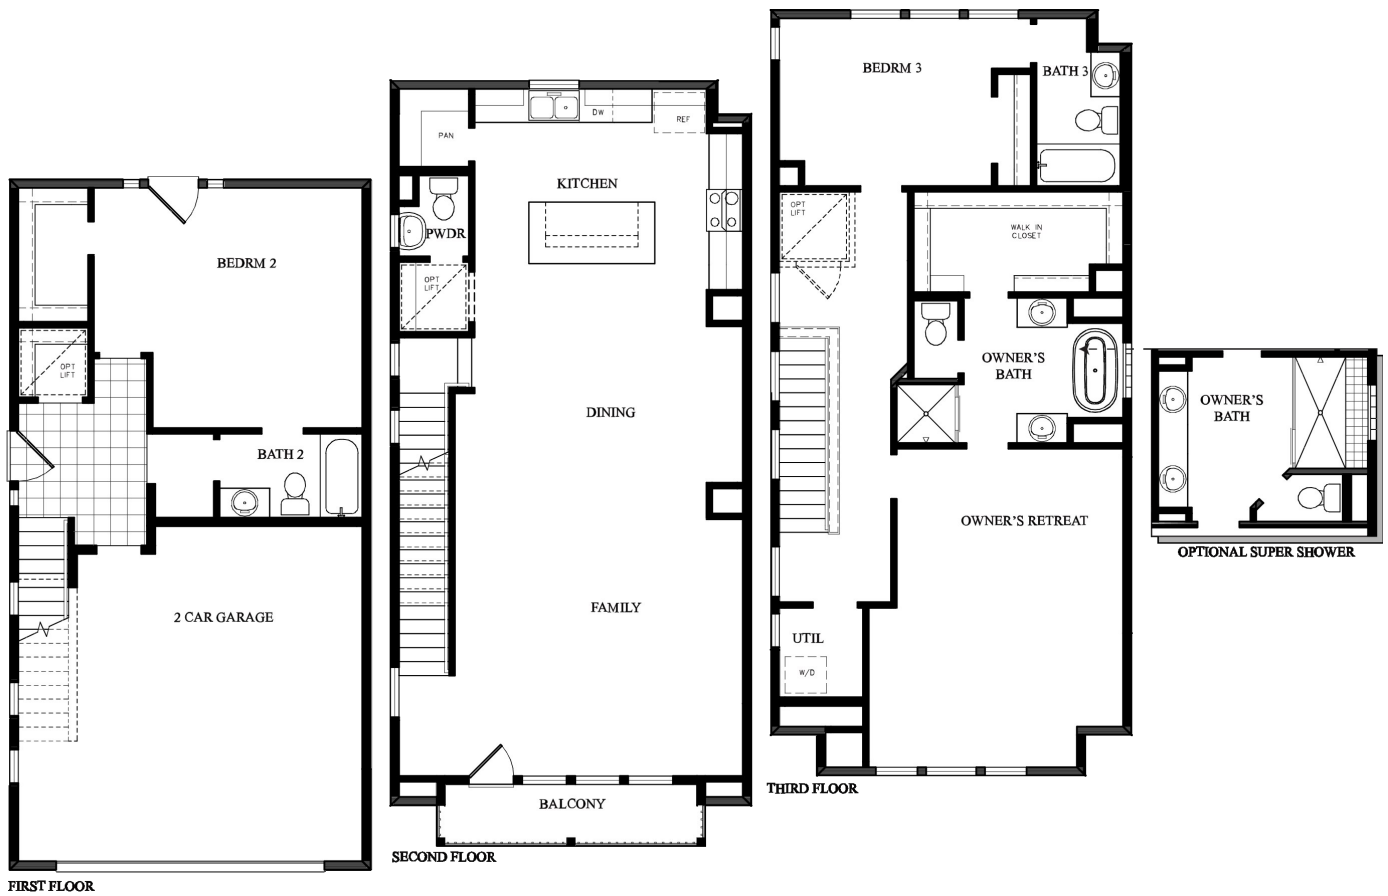 BEDRM 2
OPT
LIFT
BATH 2
2 CAR GARAGE
FIRST FLOOR
DW
REF
PAN
KITCHEN
PWDR
OPT
LIFT
DINING
FAMILY
BALCONY
SECOND FLOOR
BEDRM 3
BATH 3
OPT
LIFT
WALK IN
CLOSET
OWNER'S
BATH
OWNER'S RETREAT
UTIL
W/D
THIRD FLOOR
OWNER'S
BATH
OPTIONAL SUPER SHOWER